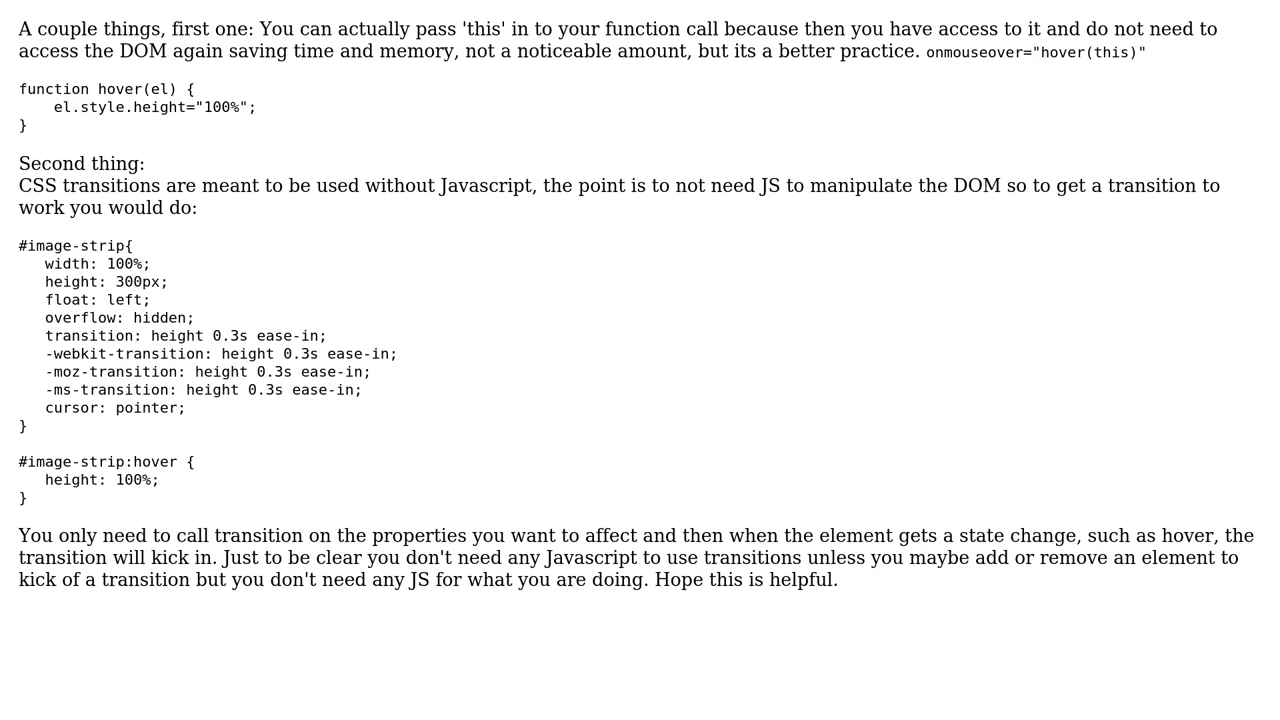 A couple things, first one: You can actually pass 'this' in to your function call because then you have access to it and do not need to
access the DOM again saving time and memory, not a noticeable amount, but its a better practice. onmouseover="hover(this)"
function hover(el) {
    el.style.height="100%";
}
Second thing:
CSS transitions are meant to be used without Javascript, the point is to not need JS to manipulate the DOM so to get a transition to
work you would do:
#image-strip{
   width: 100%;
   height: 300px;
   float: left;
   overflow: hidden;
   transition: height 0.3s ease-in;
   -webkit-transition: height 0.3s ease-in;
   -moz-transition: height 0.3s ease-in;
   -ms-transition: height 0.3s ease-in;
   cursor: pointer;
}
#image-strip:hover {
   height: 100%;
}
You only need to call transition on the properties you want to affect and then when the element gets a state change, such as hover, the
transition will kick in. Just to be clear you don't need any Javascript to use transitions unless you maybe add or remove an element to
kick of a transition but you don't need any JS for what you are doing. Hope this is helpful.